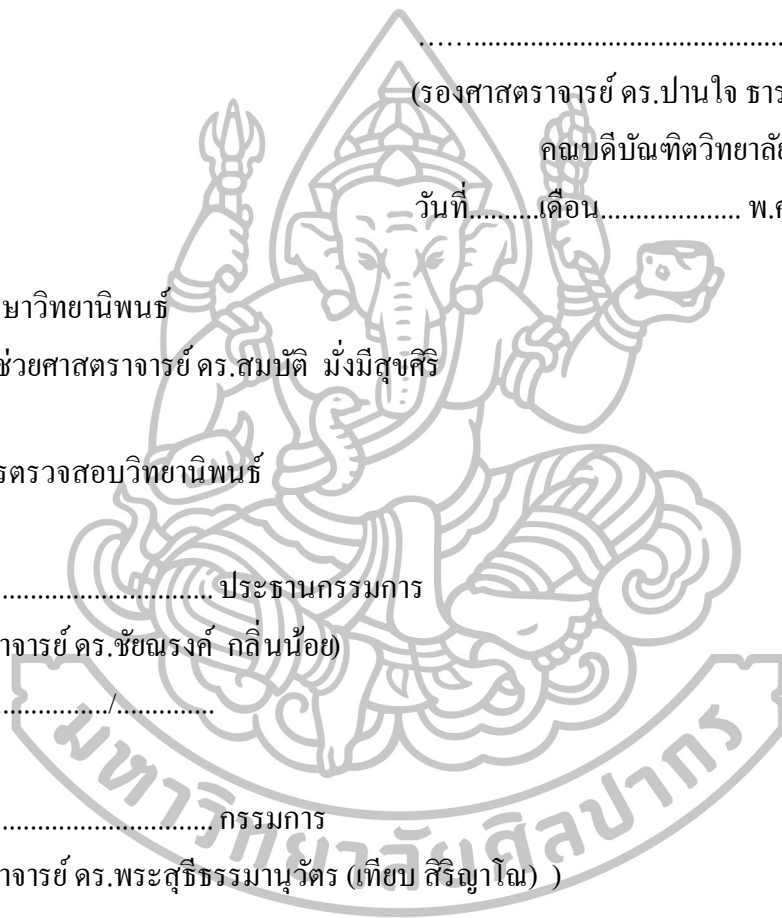 ……...............................................
(รองศาสตราจารย์ ดร.ปานใจ ธาร
คณบดีบัณฑิตวิทยาลัย
วันที่..........เดือน.................... พ.ศ
ษาวิทยานิพนธ์
ช่วยศาสตราจารย์ ดร.สมบัติ มั่งมีสุขศิริ
รตรวจสอบวิทยานิพนธ์
.............................. ประธานกรรมการ
าจารย์ ดร.ชัยณรงค์ กลิ่นน้อย)
................/..............
.............................. กรรมการ
าจารย์ ดร.พระสุธีธรรมานุวัตร (เทียบ สิริญาโณ) )
มหาวิทยาลัยศิลปากร